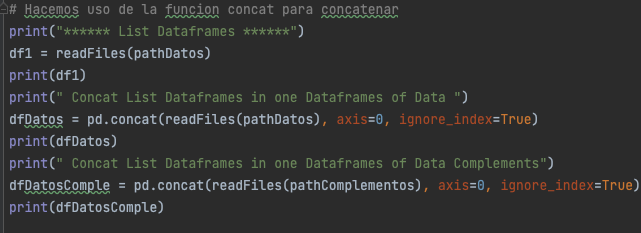 # Hacemos uso de la funcion concat para concatenar
print("****** List Dataframes ******")
df1 = readFiles(pathDatos)
print(df1)
print(" Concat List Dataframes in one Dataframes of Data ")
dfDatos = pd.concat(readFiles(pathDatos), axis=0, ignore_index=True)
print(dfDatos)
print(" Concat List Dataframes in one Dataframes of Data Complements")
dfDatosComple = pd.concat(readFiles(pathComplementos), axis=0, ignore_index=True)
print(dfDatosComple)